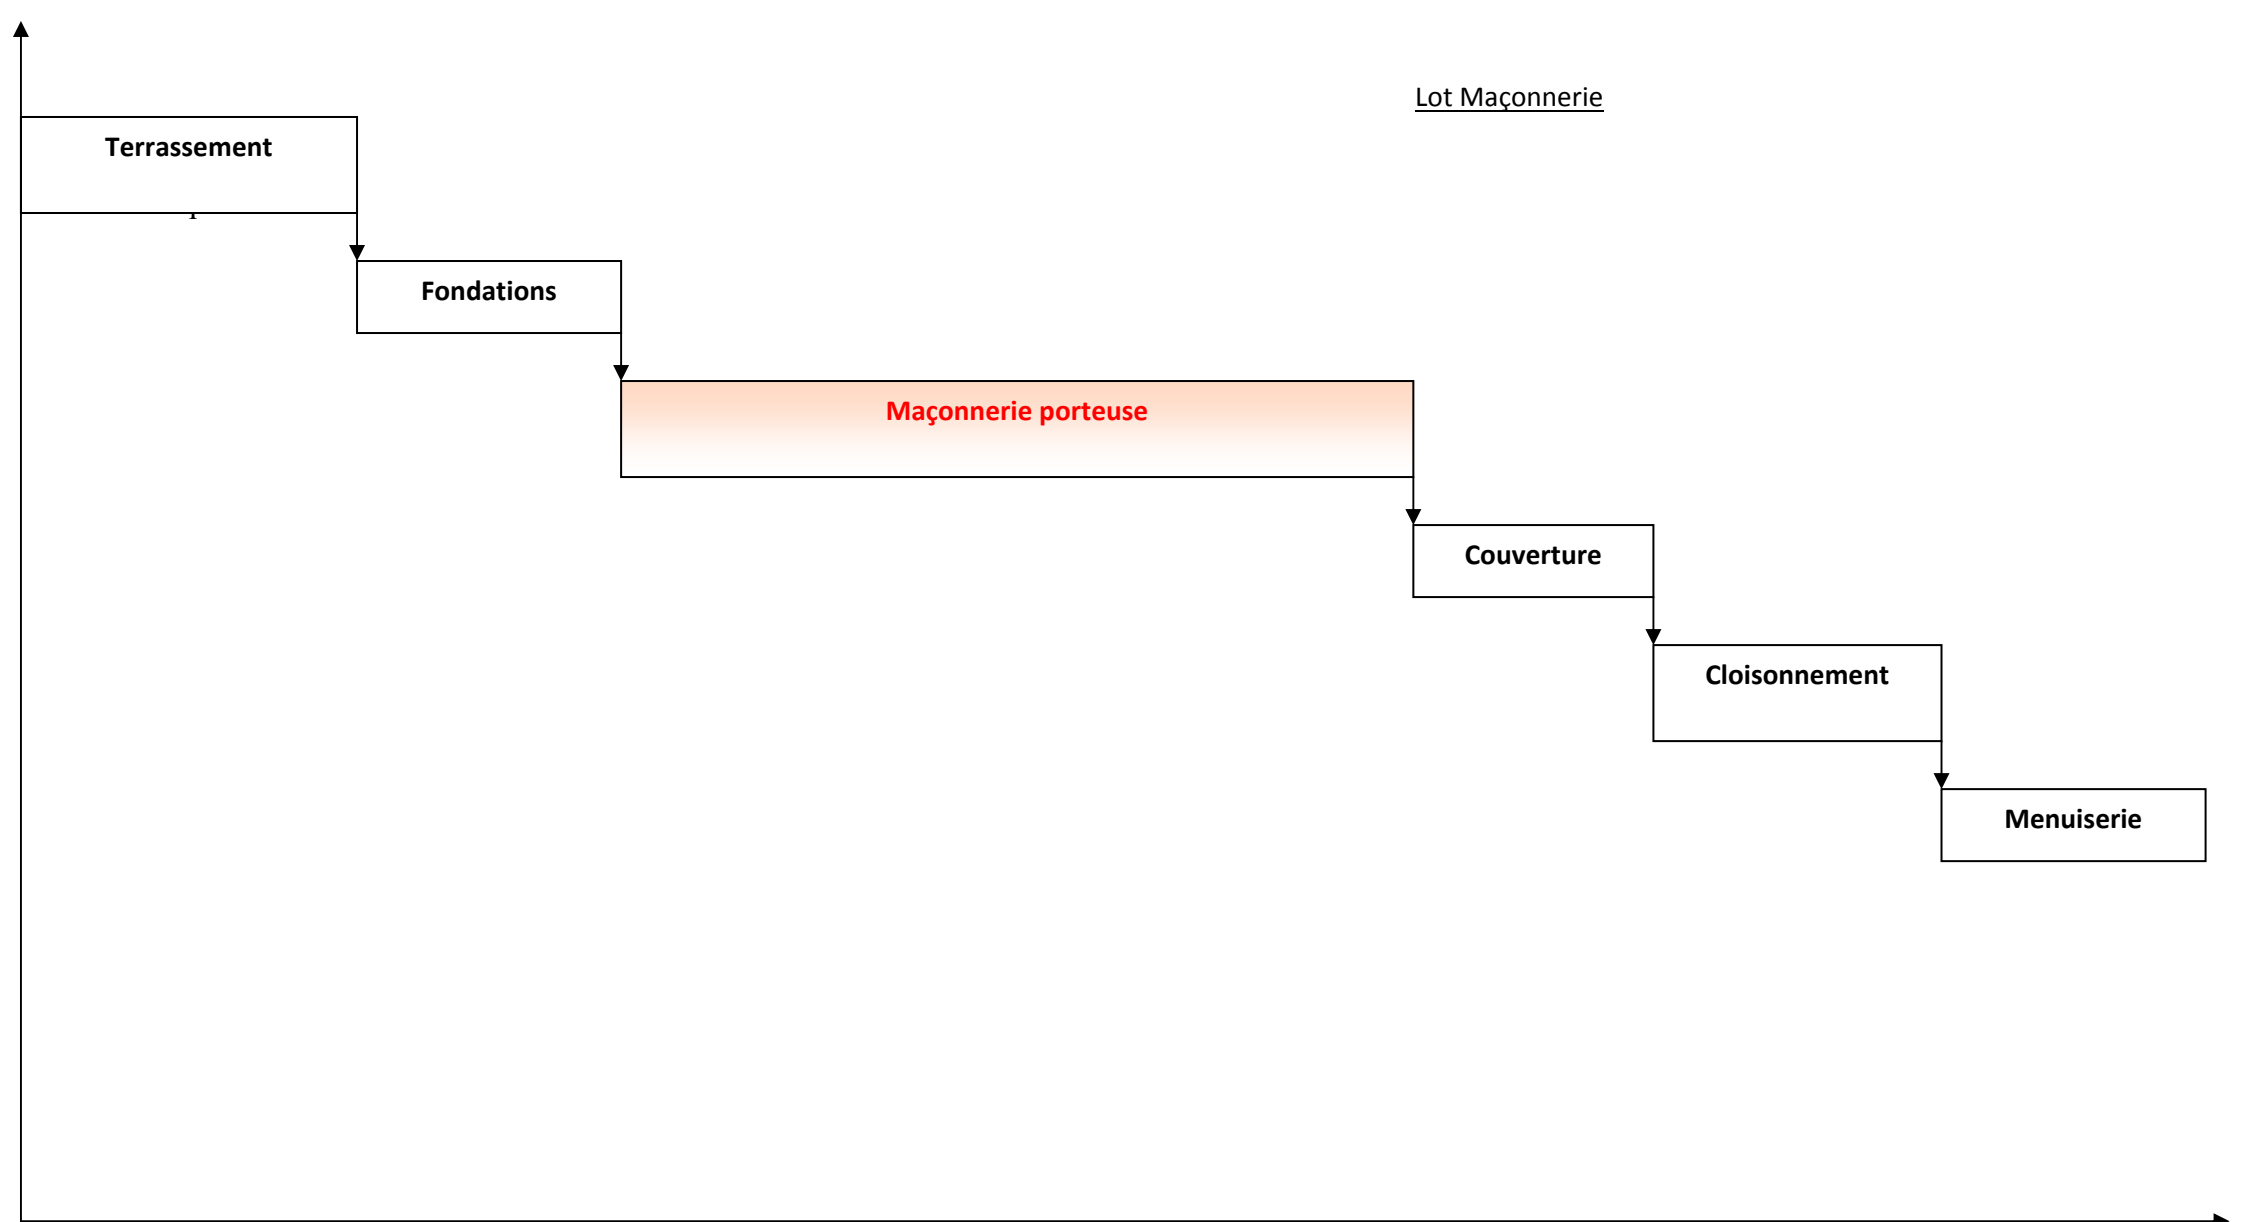 Lot Maçonnerie
Terrassement
Fondations
Maçonnerie porteuse
Couverture
Cloisonnement
Menuiserie